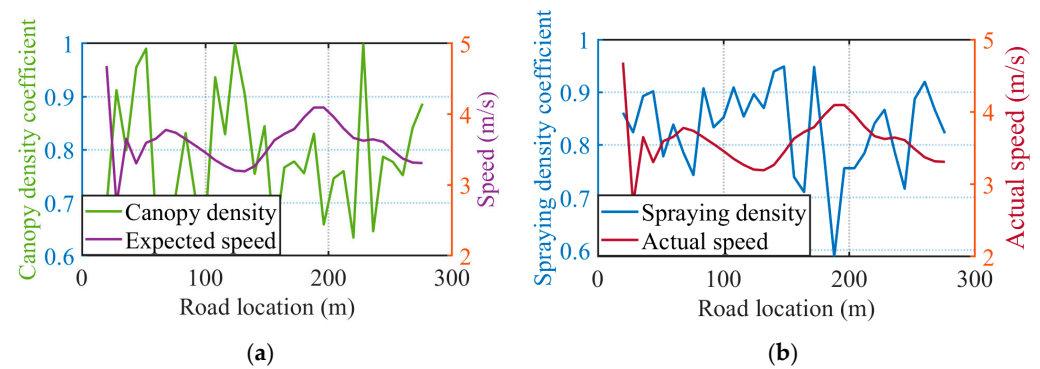 Canopy density coefficient
1
0.9
0.8
0.7
0.6
0
100
200
300
5
4
3
2
Speed (m/s)
Canopy density
Expected speed
Road location (m)
(a)
Spraying density coefficient
1
0.9
0.8
0.7
0.6
0
100
200
300
5
4
3
2
Actual speed (m/s)
Spraying density
Actual speed
Road location (m)
(b)